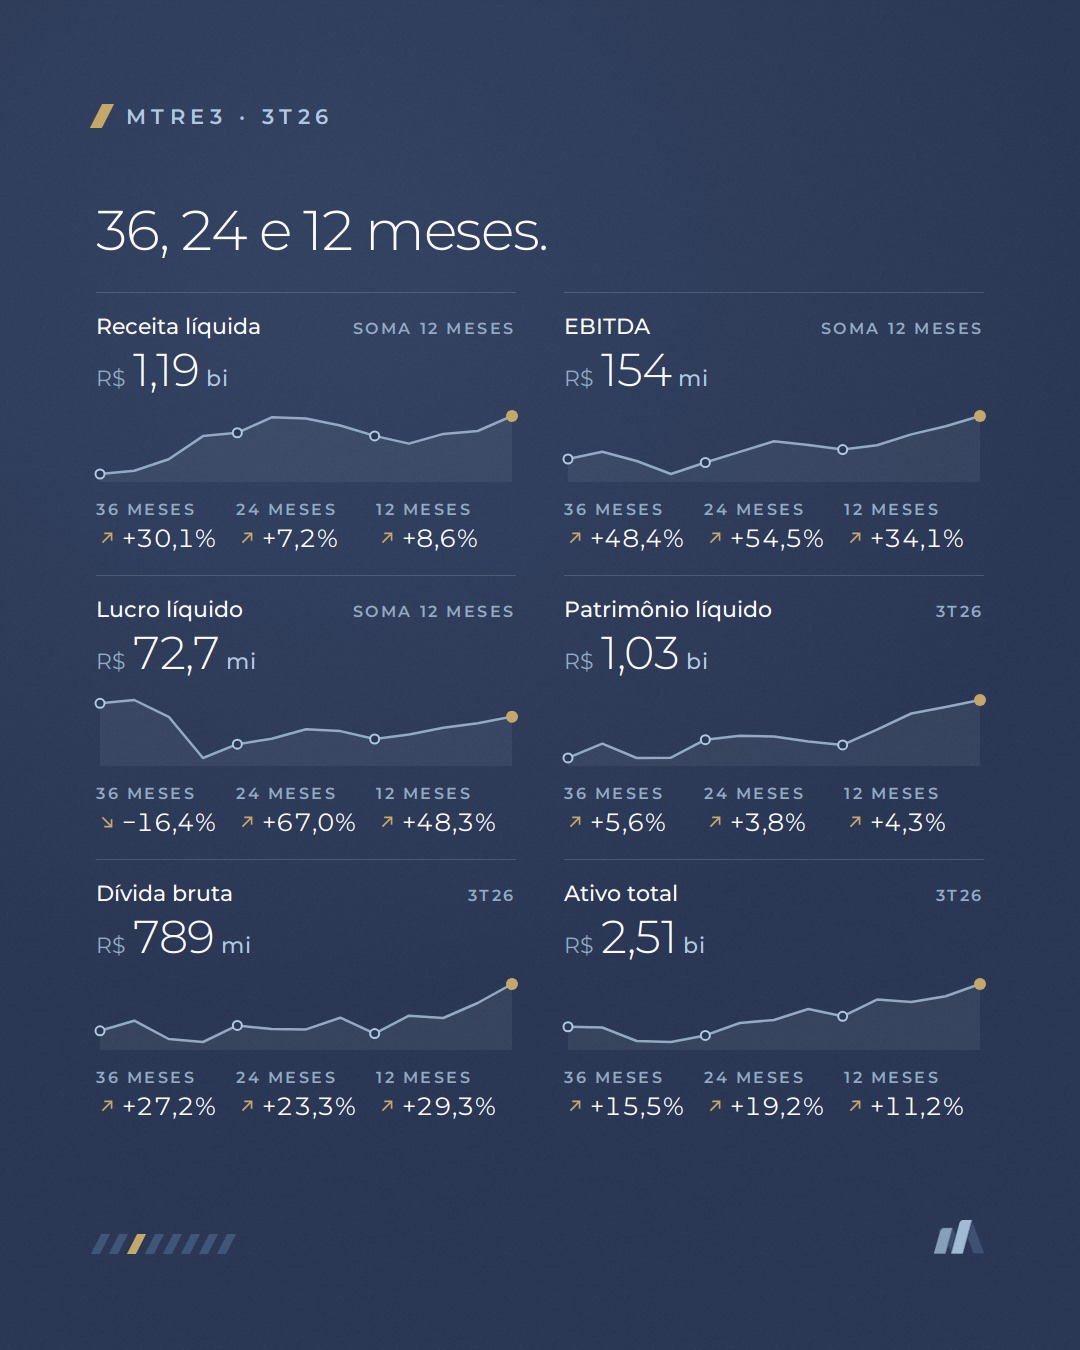 MTRE3 · 3T26
36, 24 e 12 meses.
Receita líquida SOMA 12 MESES
R$ 1,19 bi
36 MESES 24 MESES 12 MESES
↗ +30,1% ↗ +7,2% ↗ +8,6%
EBITDA SOMA 12 MESES
R$ 154 mi
36 MESES 24 MESES 12 MESES
↗ +48,4% ↗ +54,5% ↗ +34,1%
Lucro líquido SOMA 12 MESES
R$ 72,7 mi
36 MESES 24 MESES 12 MESES
↘ −16,4% ↗ +67,0% ↗ +48,3%
Patrimônio líquido 3T26
R$ 1,03 bi
36 MESES 24 MESES 12 MESES
↗ +5,6% ↗ +3,8% ↗ +4,3%
Dívida bruta 3T26
R$ 789 mi
36 MESES 24 MESES 12 MESES
↗ +27,2% ↗ +23,3% ↗ +29,3%
Ativo total 3T26
R$ 2,51 bi
36 MESES 24 MESES 12 MESES
↗ +15,5% ↗ +19,2% ↗ +11,2%